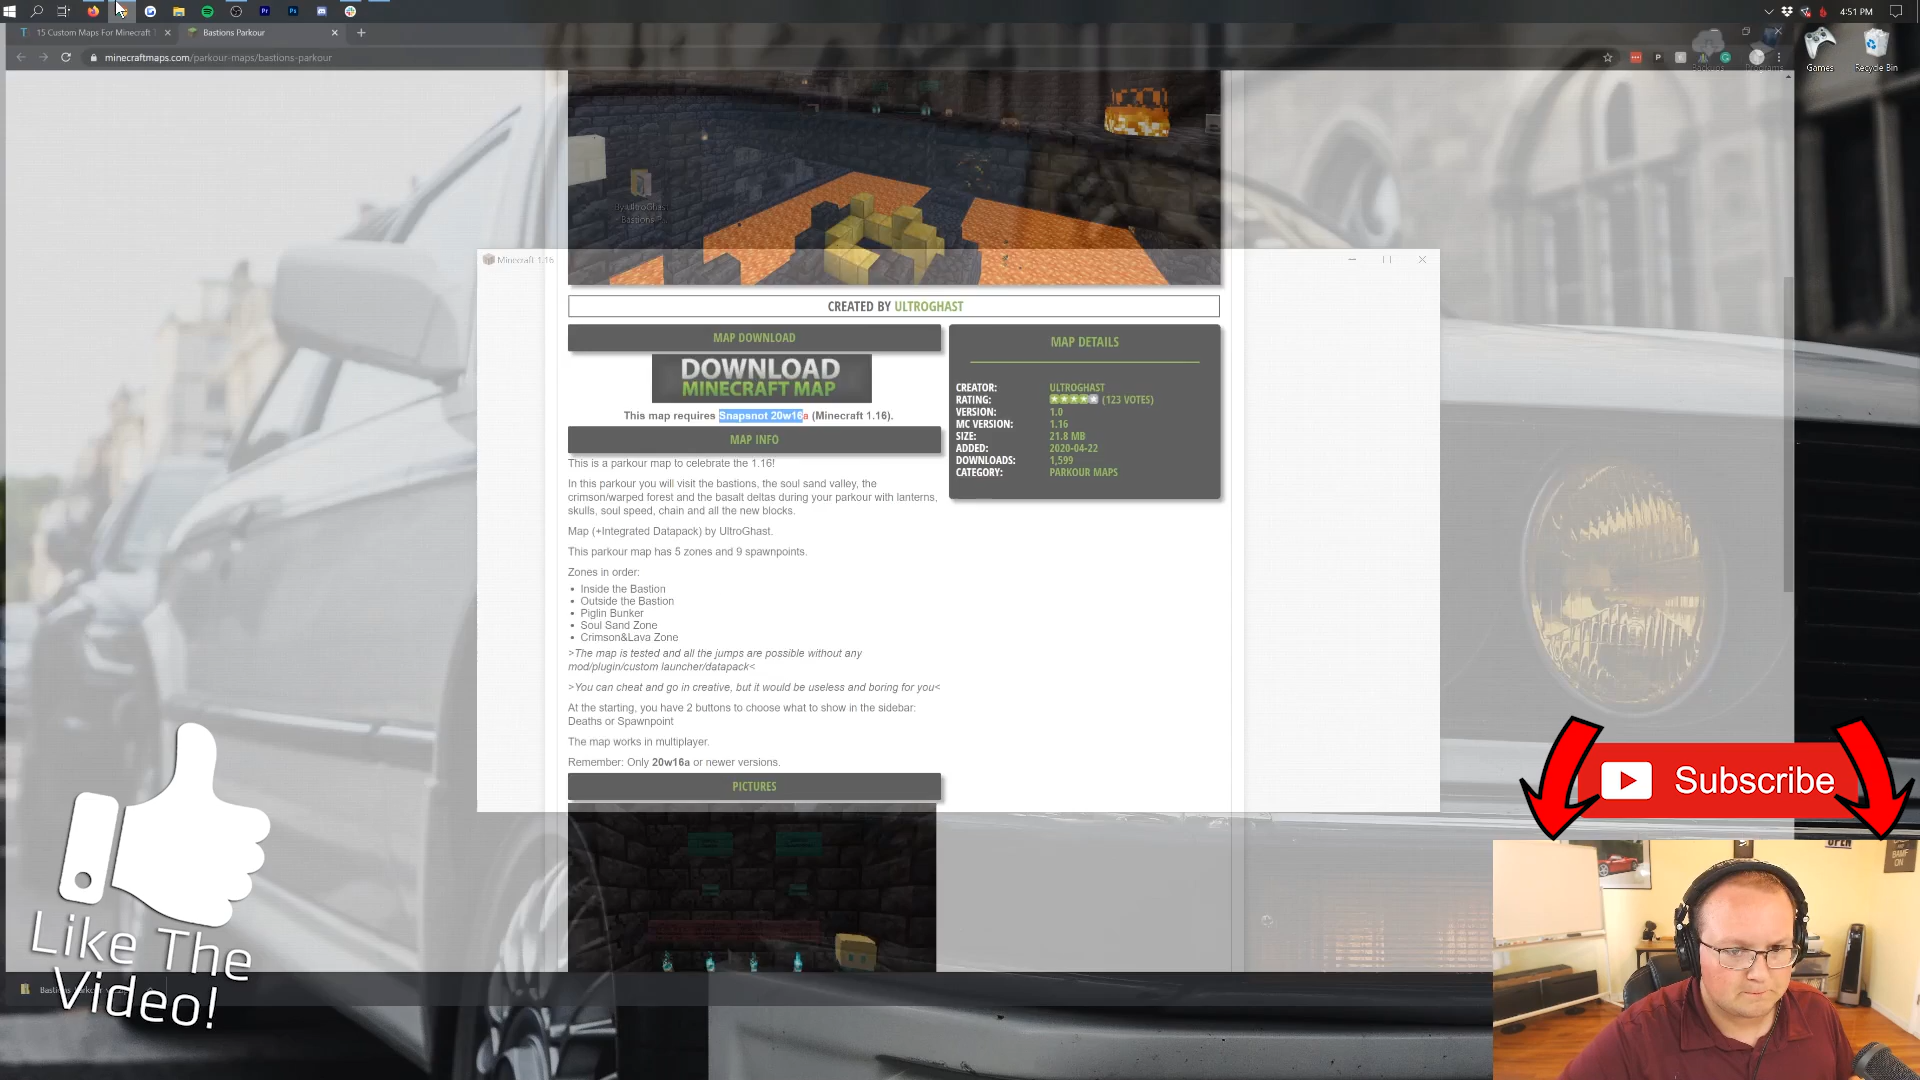 4:51 PM
15 Custom Maps For Minecraft
Bastions Parkour
minecraftmaps.com/parkour-maps/bastions-parkour
Games
Recycle Bin
Minecraft 1.16
CREATED BY ULTROGHAST
MAP DOWNLOAD
DOWNLOAD
MINECRAFT MAP
This map requires Snapsnot 20w16a (Minecraft 1.16).
MAP INFO
This is a parkour map to celebrate the 1.16!
In this parkour you will visit the bastions, the soul sand valley, the
crimson/warped forest and the basalt deltas during your parkour with lanterns,
skulls, soul speed, chain and all the new blocks.
Map (+Integrated Datapack) by UltroGhast.
This parkour map has 5 zones and 9 spawnpoints.
Zones in order:
Inside the Bastion
Outside the Bastion
Piglin Bunker
Soul Sand Zone
Crimson&Lava Zone
>The map is tested and all the jumps are possible without any
mod/plugin/custom launcher/datapack<
>You can cheat and go in creative, but it would be useless and boring for you<
At the starting, you have 2 buttons to choose what to show in the sidebar:
Deaths or Spawnpoint
The map works in multiplayer.
Remember: Only 20w16a or newer versions.
PICTURES
MAP DETAILS
CREATOR: ULTROGHAST
RATING: (123 VOTES)
VERSION: 1.0
MC VERSION: 1.16
SIZE: 21.8 MB
ADDED: 2020-04-22
DOWNLOADS: 1,599
CATEGORY: PARKOUR MAPS
Like The
Video!
Subscribe
OPEN